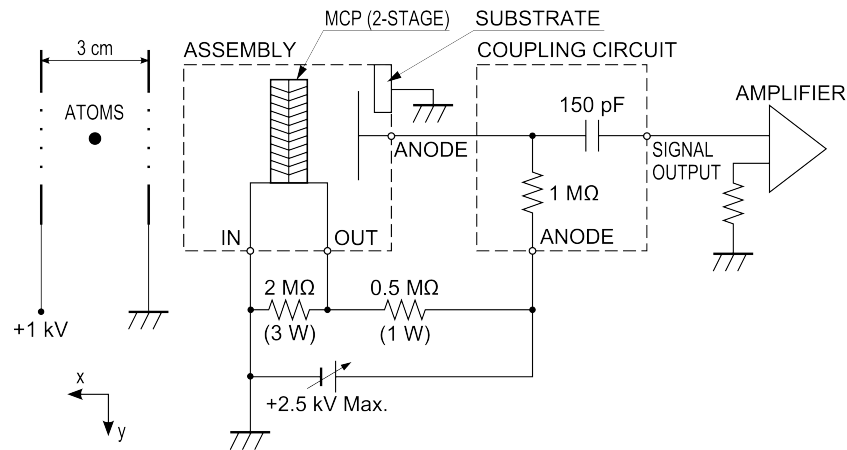 MCP (2-STAGE)
SUBSTRATE
3 cm
ASSEMBLY
COUPLING CIRCUIT
150 pF
AMPLIFIER
ATOMS
ANODE
SIGNAL
OUTPUT
1 MΩ
IN
OUT
ANODE
2 MΩ
0.5 MΩ
+1 kV
(3 W)
(1 W)
x
+2.5 kV Max.
y